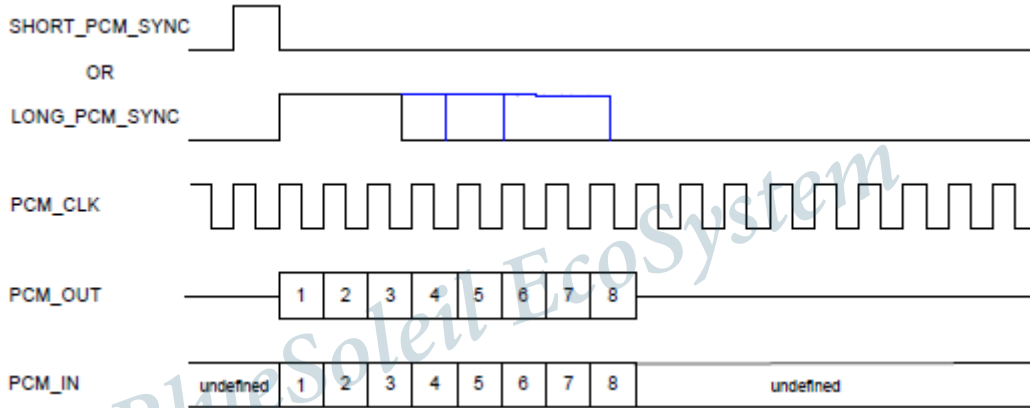 SHORT_PCM_SYNC
OR
LONG_PCM_SYNC
PCM_CLK
PCM_OUT 1 2 3 4 5 6 7 8
PCM_IN undefined 1 2 3 4 5 6 7 8 undefined
BlueSoleil EcoSystem